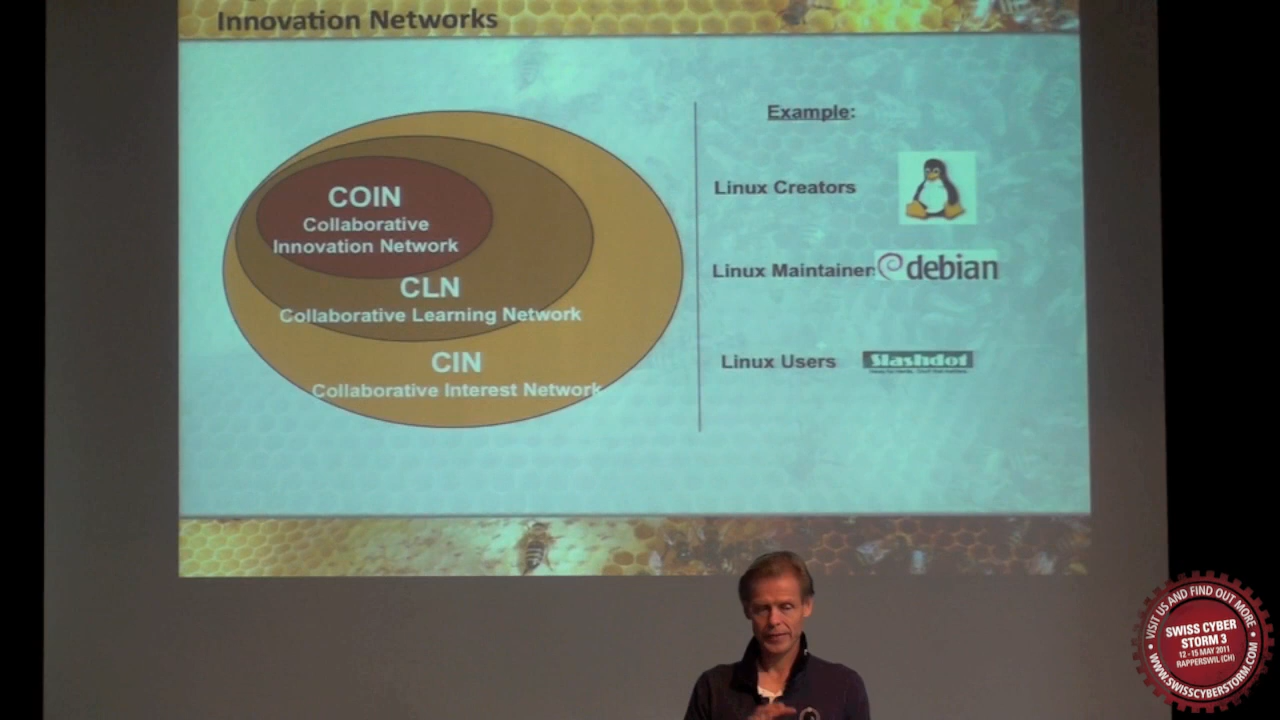 Innovation Networks
Example:
COIN
Collaborative
Innovation Network
CLN
Collaborative Learning Network
CIN
Collaborative Interest Network
Linux Creators
Linux Maintainer
debian
Linux Users
Slashdot
VISIT US AND FIND OUT MORE
SWISS CYBER
STORM 3
12 - 15 MAY 2011
RAPPERSWIL (CH)
WWW.SWISSCYBERSTORM.COM